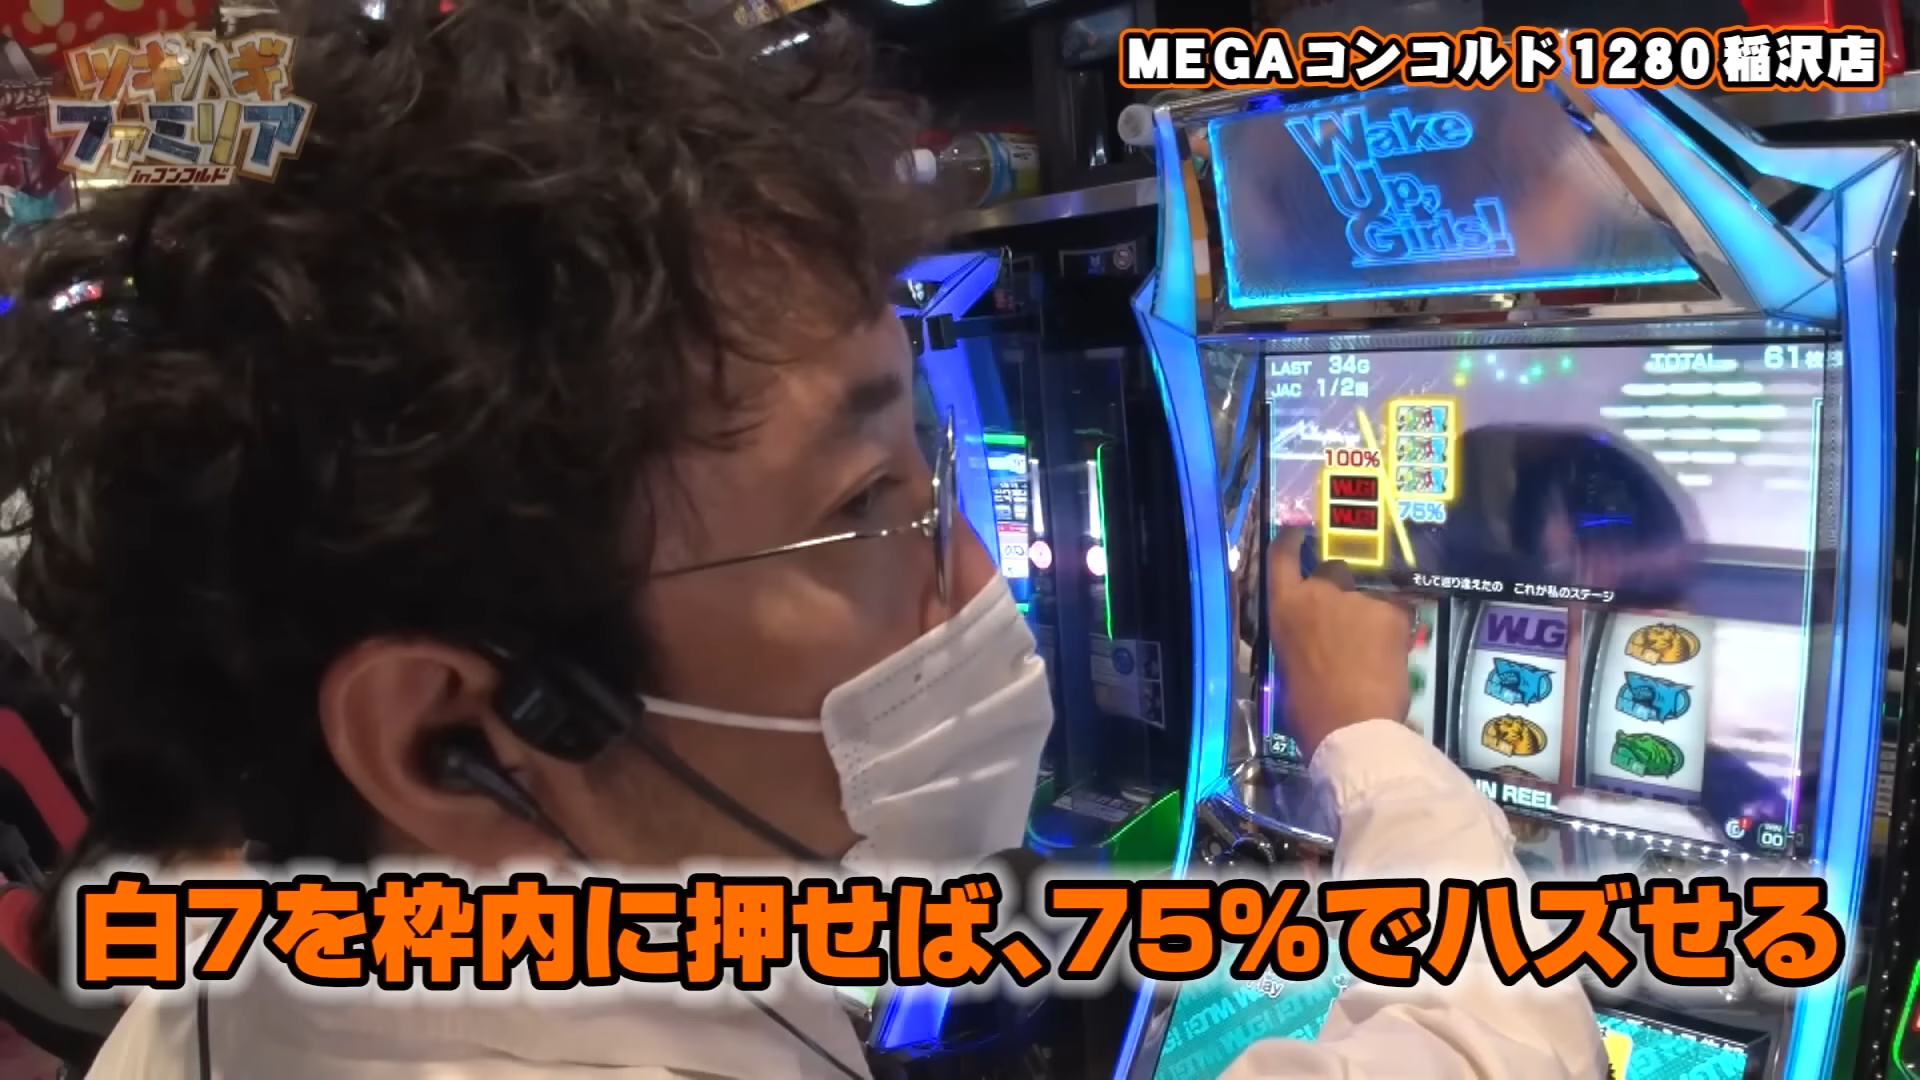 MEGAコンコルド1280稲沢店
ツギハギ
ファミリア
inコンコルド
Wake
Up,
Girls!
LAST 34G
JAC 1/2回
TOTAL 61枚
100%
WUG!
WUG!
75%
そして巡り逢えたの これが私のステージ
WUG
IN REEL
47
WIN
00
白7を枠内に押せば、75%でハズせる